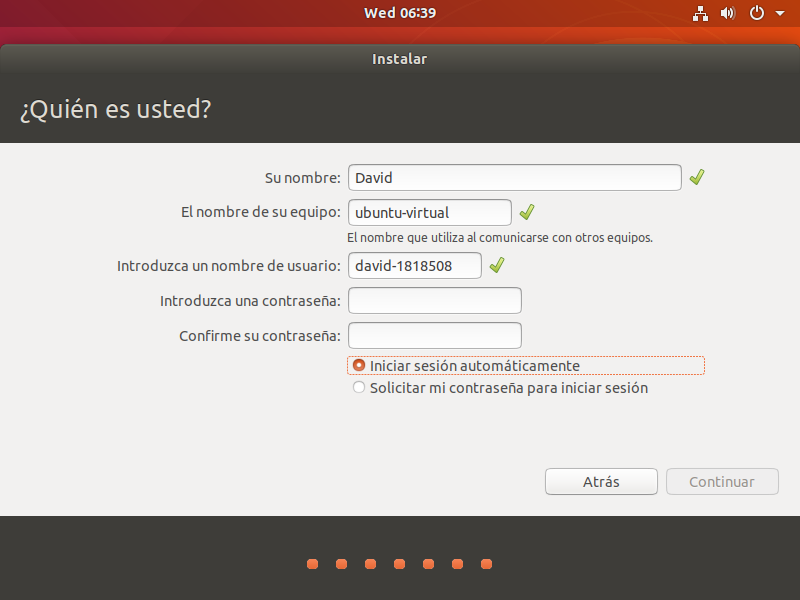 Wed 06:39
Instalar
¿Quién es usted?
Su nombre: David
El nombre de su equipo: ubuntu-virtual
El nombre que utiliza al comunicarse con otros equipos.
Introduzca un nombre de usuario: david-1818508
Introduzca una contraseña:
Confirme su contraseña:
Iniciar sesión automáticamente
Solicitar mi contraseña para iniciar sesión
Atrás Continuar